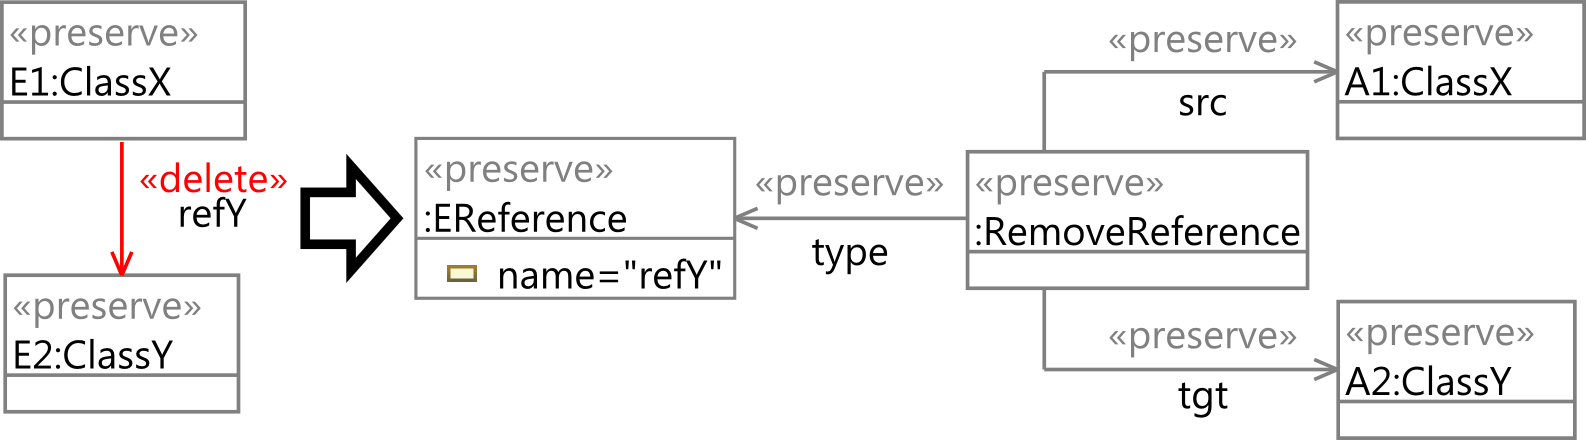 «preserve»
E1:ClassX
«delete»
refY
«preserve»
E2:ClassY
«preserve»
:EReference
name="refY"
«preserve»
type
«preserve»
:RemoveReference
«preserve»
src
«preserve»
A1:ClassX
«preserve»
tgt
«preserve»
A2:ClassY